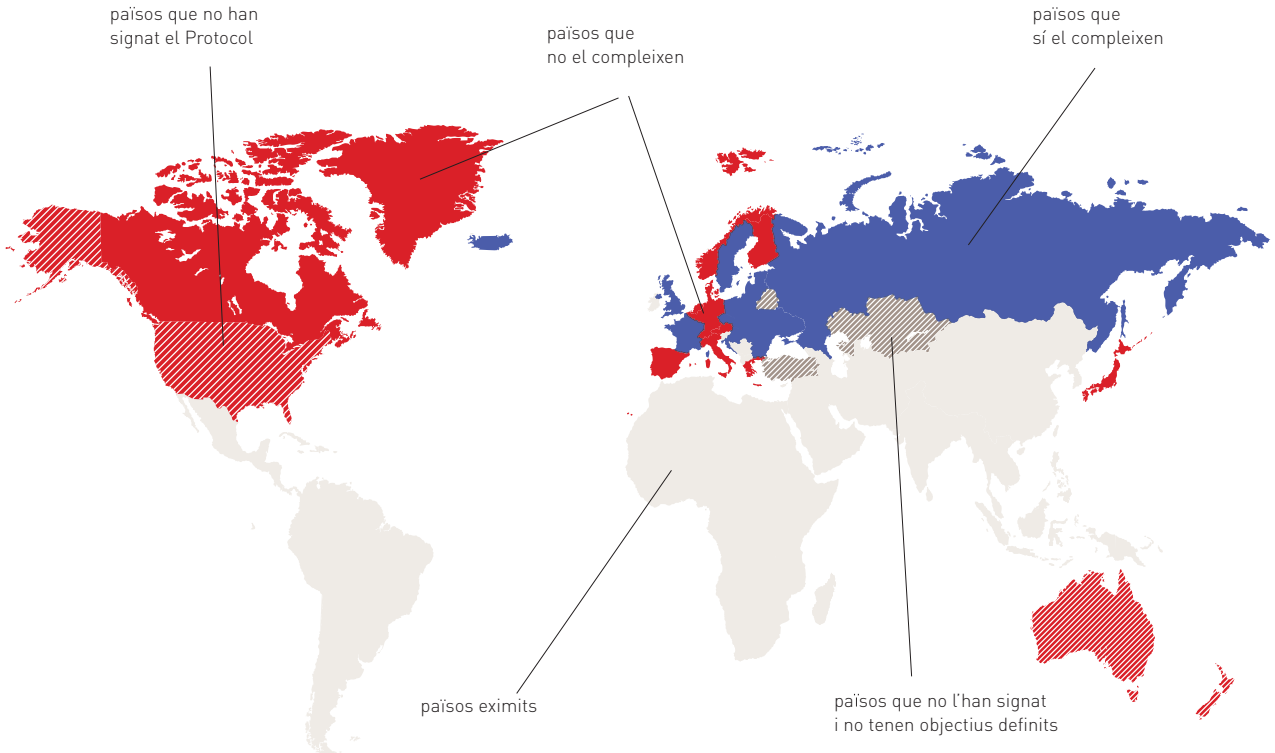 països que no han
signat el Protocol
països que
no el compleixen
països que
sí el compleixen
països eximits
països que no l'han signat
i no tenen objectius definits